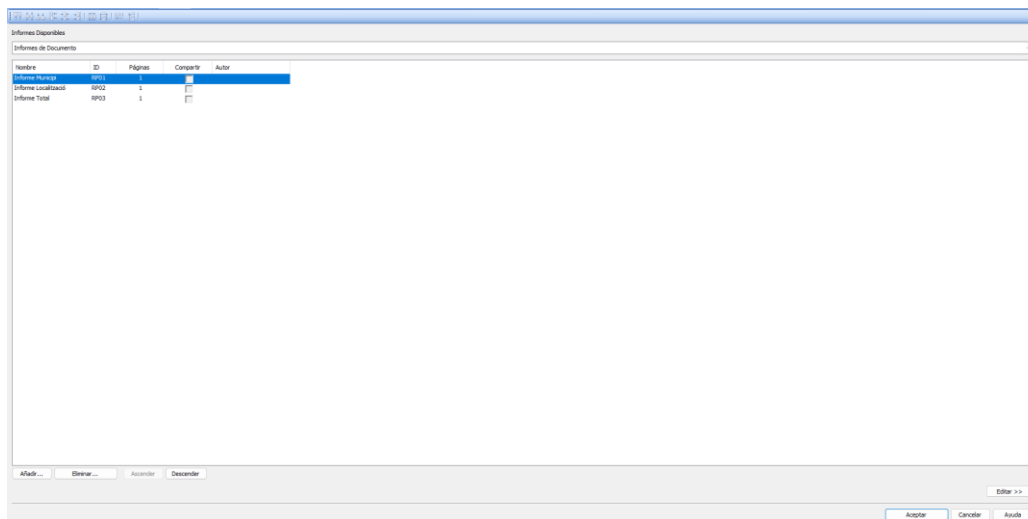 Informes Disponibles
Informes de Documento
Nombre ID Páginas Compartir Autor
Informe Municipi RP01 1
Informe Localització RP02 1
Informe Total RP03 1
Añadir... Eliminar... Ascender Descender
Editar >>
Aceptar Cancelar Ayuda